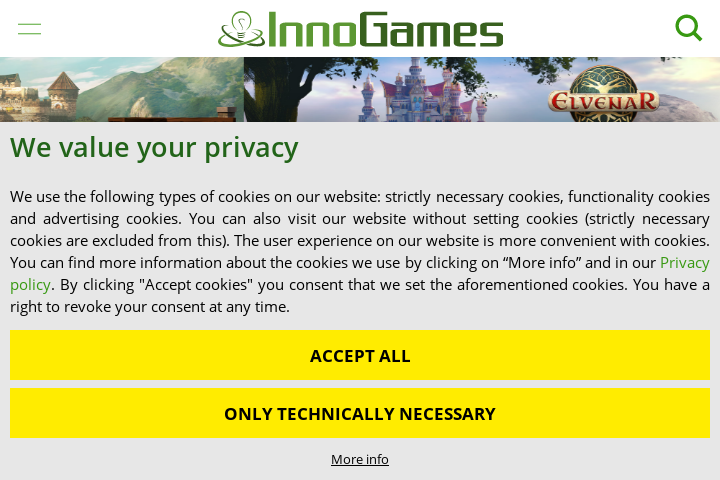 InnoGames
ELVENAR
We value your privacy
We use the following types of cookies on our website: strictly necessary cookies, functionality cookies
and advertising cookies. You can also visit our website without setting cookies (strictly necessary
cookies are excluded from this). The user experience on our website is more convenient with cookies.
You can find more information about the cookies we use by clicking on “More info” and in our Privacy
policy. By clicking "Accept cookies" you consent that we set the aforementioned cookies. You have a
right to revoke your consent at any time.
ACCEPT ALL
ONLY TECHNICALLY NECESSARY
More info